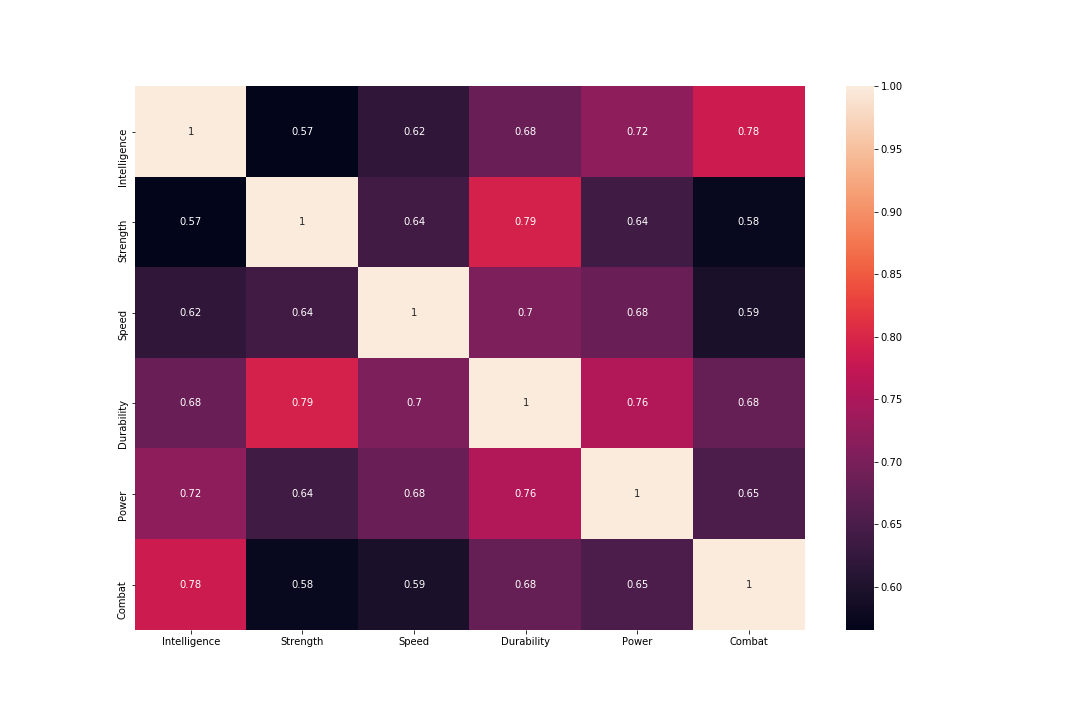 Intelligence 1 0.57 0.62 0.68 0.72 0.78
Strength 0.57 1 0.64 0.79 0.64 0.58
Speed 0.62 0.64 1 0.7 0.68 0.59
Durability 0.68 0.79 0.7 1 0.76 0.68
Power 0.72 0.64 0.68 0.76 1 0.65
Combat 0.78 0.58 0.59 0.68 0.65 1
Intelligence Strength Speed Durability Power Combat
1.00
0.95
0.90
0.85
0.80
0.75
0.70
0.65
0.60